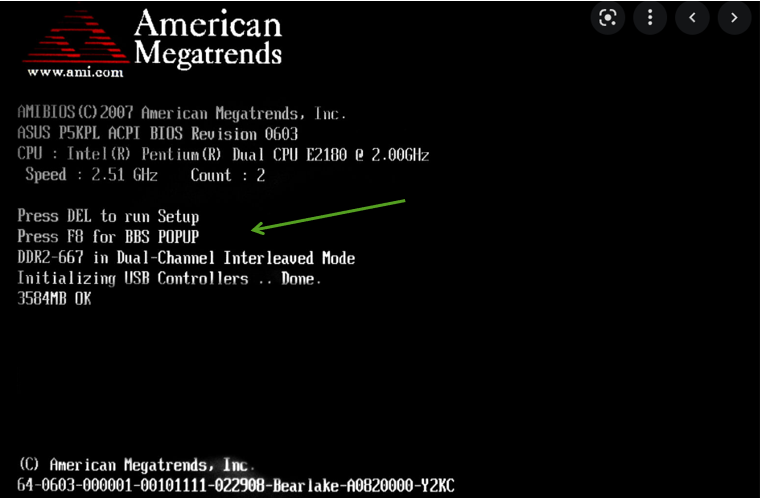 American
Megatrends
www.ami.com
AMIBIOS(C)2007 American Megatrends, Inc.
ASUS P5KPL ACPI BIOS Revision 0603
CPU : Intel(R) Pentium(R) Dual CPU E2180 @ 2.00GHz
Speed : 2.51 GHz Count : 2
Press DEL to run Setup
Press F8 for BBS POPUP
DDR2-667 in Dual-Channel Interleaved Mode
Initializing USB Controllers .. Done.
3584MB OK
(C) American Megatrends, Inc.
64-0603-000001-00101111-022908-Bearlake-A0820000-Y2KC